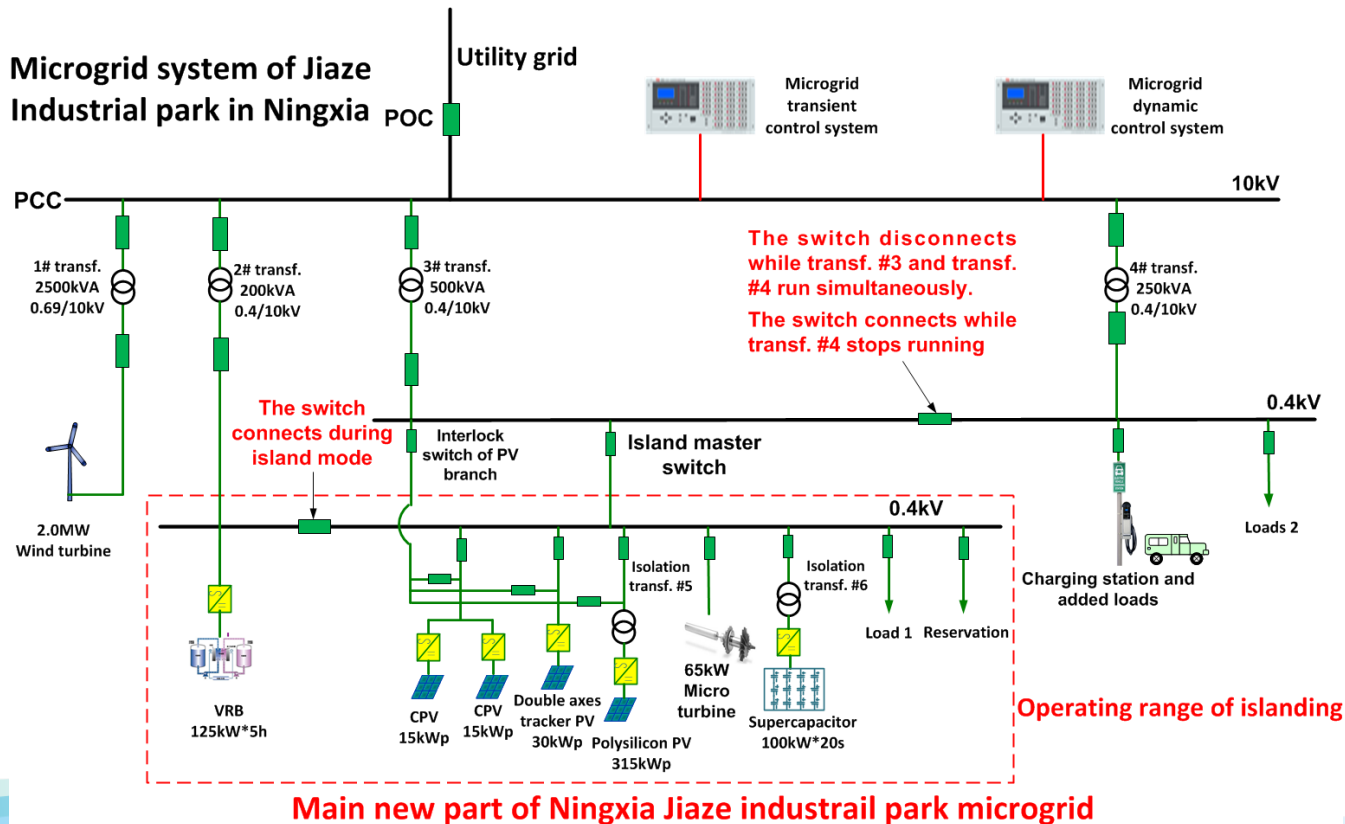 Microgrid system of Jiaze
Industrial park in Ningxia
Utility grid
POC
Microgrid
transient
control system
Microgrid
dynamic
control system
PCC
10kV
1# transf.
2500kVA
0.69/10kV
2# transf.
200kVA
0.4/10kV
3# transf.
500kVA
0.4/10kV
The switch disconnects
while transf. #3 and transf.
#4 run simultaneously.
The switch connects while
transf. #4 stops running
4# transf.
250kVA
0.4/10kV
0.4kV
The switch
connects during
island mode
Interlock
switch of PV
branch
Island master
switch
2.0MW
Wind turbine
0.4kV
Loads 2
Charging station and
added loads
Isolation
transf. #5
Isolation
transf. #6
Load 1
Reservation
VRB
125kW*5h
CPV
15kWp
CPV
15kWp
Double axes
tracker PV
30kWp
Polysilicon PV
315kWp
65kW
Micro
turbine
Supercapacitor
100kW*20s
Operating range of islanding
Main new part of Ningxia Jiaze industrail park microgrid